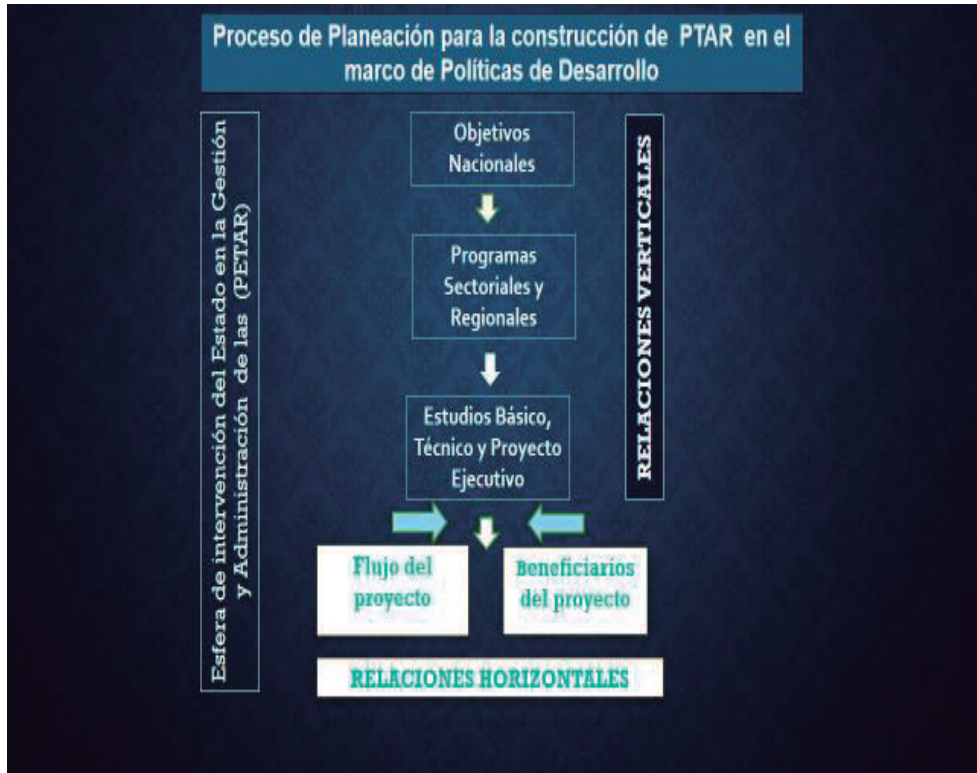 Proceso de Planeación para la construcción de PTAR en el
marco de Políticas de Desarrollo
Esfera de intervención del Estado en la Gestión
y Administración de las (PETAR)
Objetivos
Nacionales
Programas
Sectoriales y
Regionales
Estudios Básico,
Técnico y Proyecto
Ejecutivo
RELACIONES VERTICALES
Flujo del
proyecto
Beneficiarios
del proyecto
RELACIONES HORIZONTALES